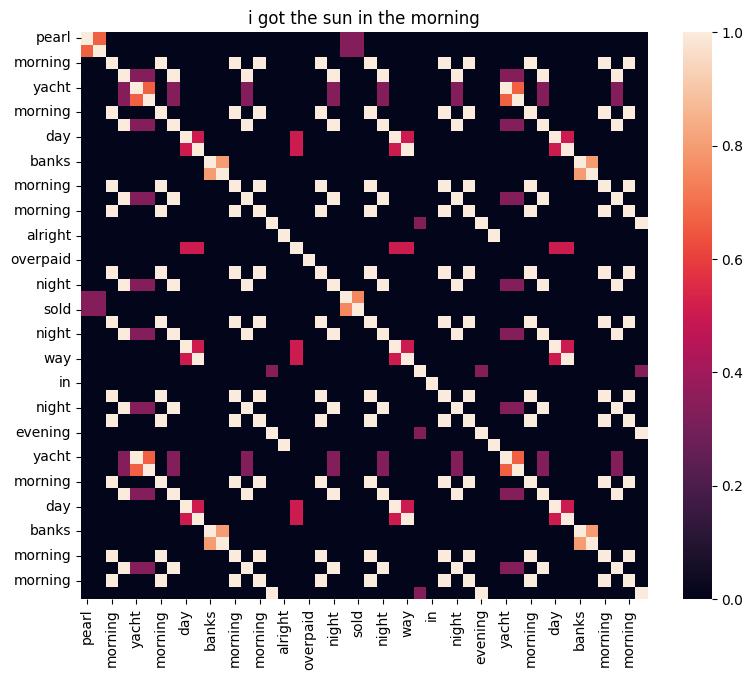 i got the sun in the morning
pearl
morning
yacht
morning
day
banks
morning
morning
alright
overpaid
night
sold
night
way
in
night
evening
yacht
morning
day
banks
morning
morning
pearl
morning
yacht
morning
day
banks
morning
morning
alright
overpaid
night
sold
night
way
in
night
evening
yacht
morning
day
banks
morning
morning
1.0
0.8
0.6
0.4
0.2
0.0